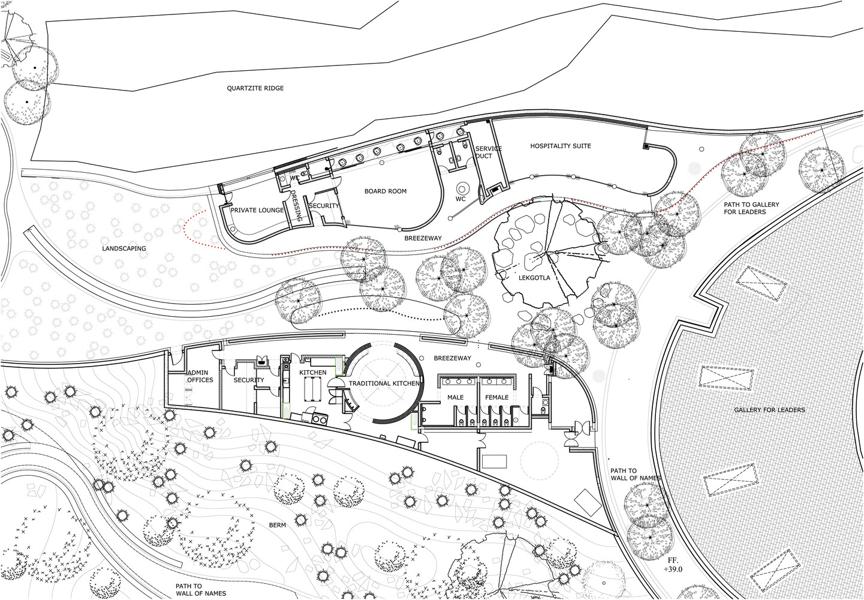 QUARTZITE RIDGE
SERVICE
DUCT
HOSPITALITY SUITE
WC
DRESSING
SECURITY
BOARD ROOM
WC
PRIVATE LOUNGE
PATH TO GALLERY
FOR LEADERS
BREEZEWAY
LANDSCAPING
LEKGOTLA
BREEZEWAY
ADMIN
OFFICES
SECURITY
KITCHEN
TRADITIONAL KITCHEN
MALE
FEMALE
GALLERY FOR LEADERS
PATH TO
WALL OF NAMES
BERM
FF.
+39.0
PATH TO
WALL OF NAMES